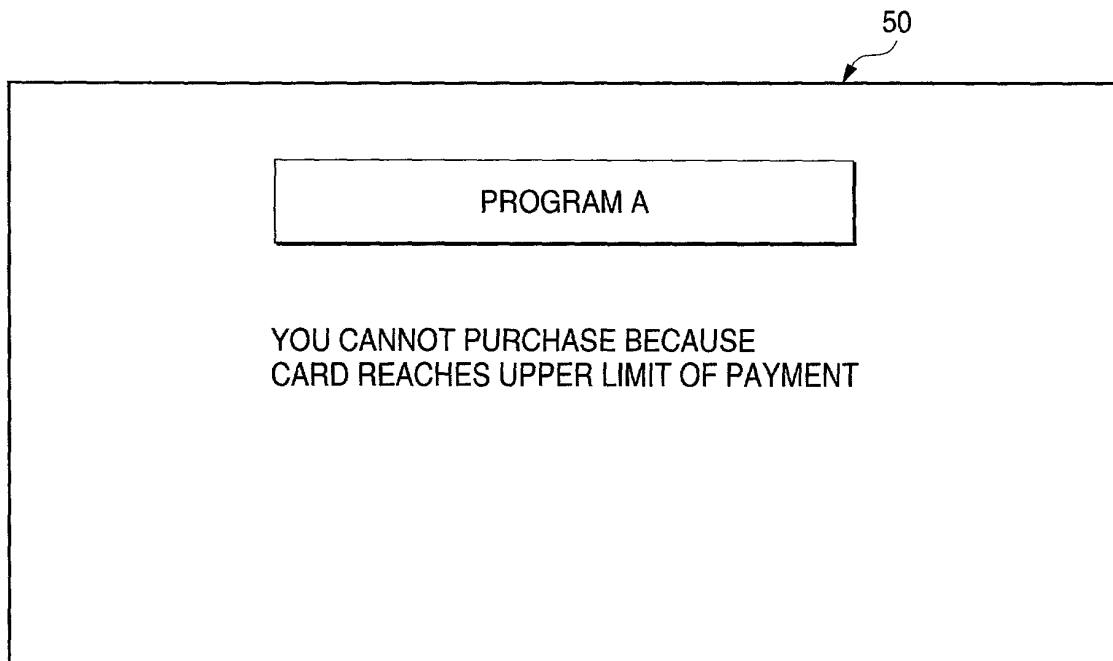 50
PROGRAM A
YOU CANNOT PURCHASE BECAUSE
CARD REACHES UPPER LIMIT OF PAYMENT